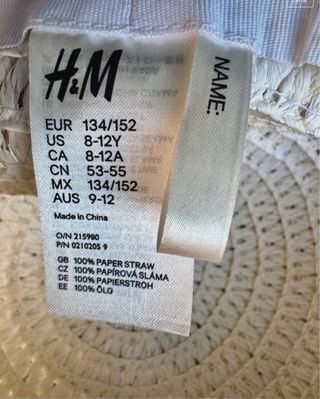 H&M
NAME:
EUR 134/152
US 8-12Y
CA 8-12A
CN 53-55
MX 134/152
AUS 9-12
Made in China
O/N 215980
P/N 0210205 9
GB 100% PAPER STRAW
CZ 100% PAPÍROVÁ SLÁMA
DE 100% PAPIERSTROH
EE 100% ÕLG